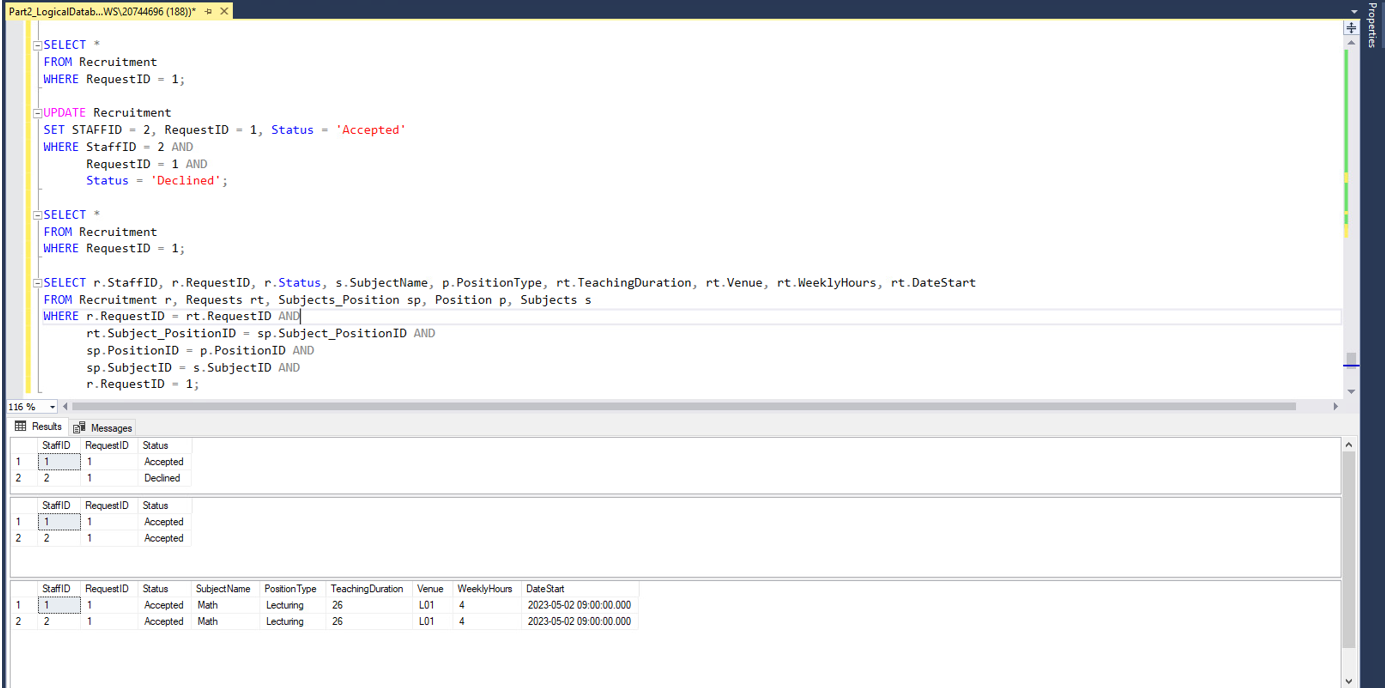 Part2_LogicalDatab...WS\20744696 (188))*
Properties
SELECT *
FROM Recruitment
WHERE RequestID = 1;
UPDATE Recruitment
SET STAFFID = 2, RequestID = 1, Status = 'Accepted'
WHERE StaffID = 2 AND
RequestID = 1 AND
Status = 'Declined';
SELECT *
FROM Recruitment
WHERE RequestID = 1;
SELECT r.StaffID, r.RequestID, r.Status, s.SubjectName, p.PositionType, rt.TeachingDuration, rt.Venue, rt.WeeklyHours, rt.DateStart
FROM Recruitment r, Requests rt, Subjects_Position sp, Position p, Subjects s
WHERE r.RequestID = rt.RequestID AND
rt.Subject_PositionID = sp.Subject_PositionID AND
sp.PositionID = p.PositionID AND
sp.SubjectID = s.SubjectID AND
r.RequestID = 1;
116 %
Results Messages
StaffID RequestID Status
1 1 1 Accepted
2 2 1 Declined
StaffID RequestID Status
1 1 1 Accepted
2 2 1 Accepted
StaffID RequestID Status SubjectName PositionType TeachingDuration Venue WeeklyHours DateStart
1 1 1 Accepted Math Lecturing 26 L01 4 2023-05-02 09:00:00.000
2 2 1 Accepted Math Lecturing 26 L01 4 2023-05-02 09:00:00.000